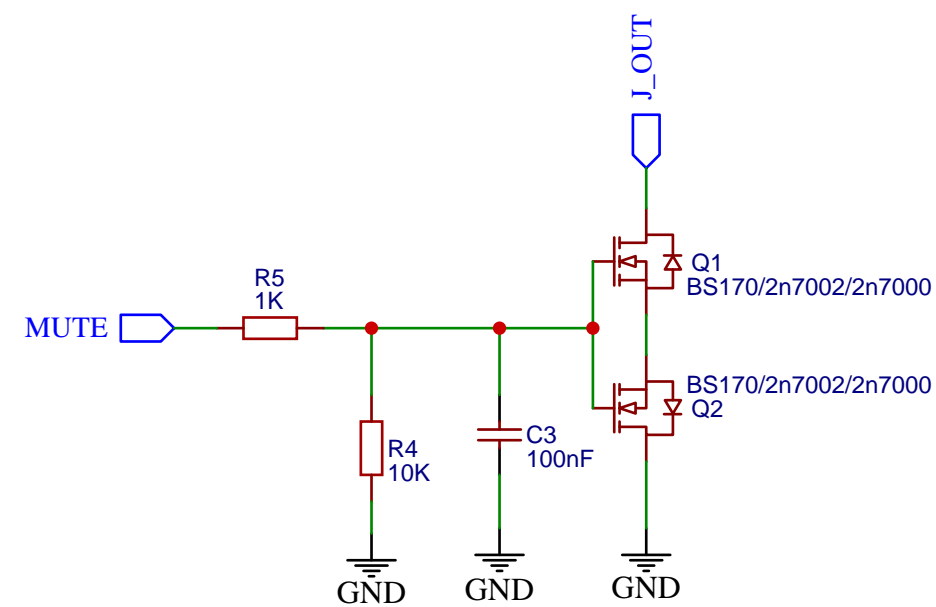 J_OUT
Q1
BS170/2n7002/2n7000
R5
1K
MUTE
BS170/2n7002/2n7000
Q2
R4
10K
C3
100nF
GND
GND
GND